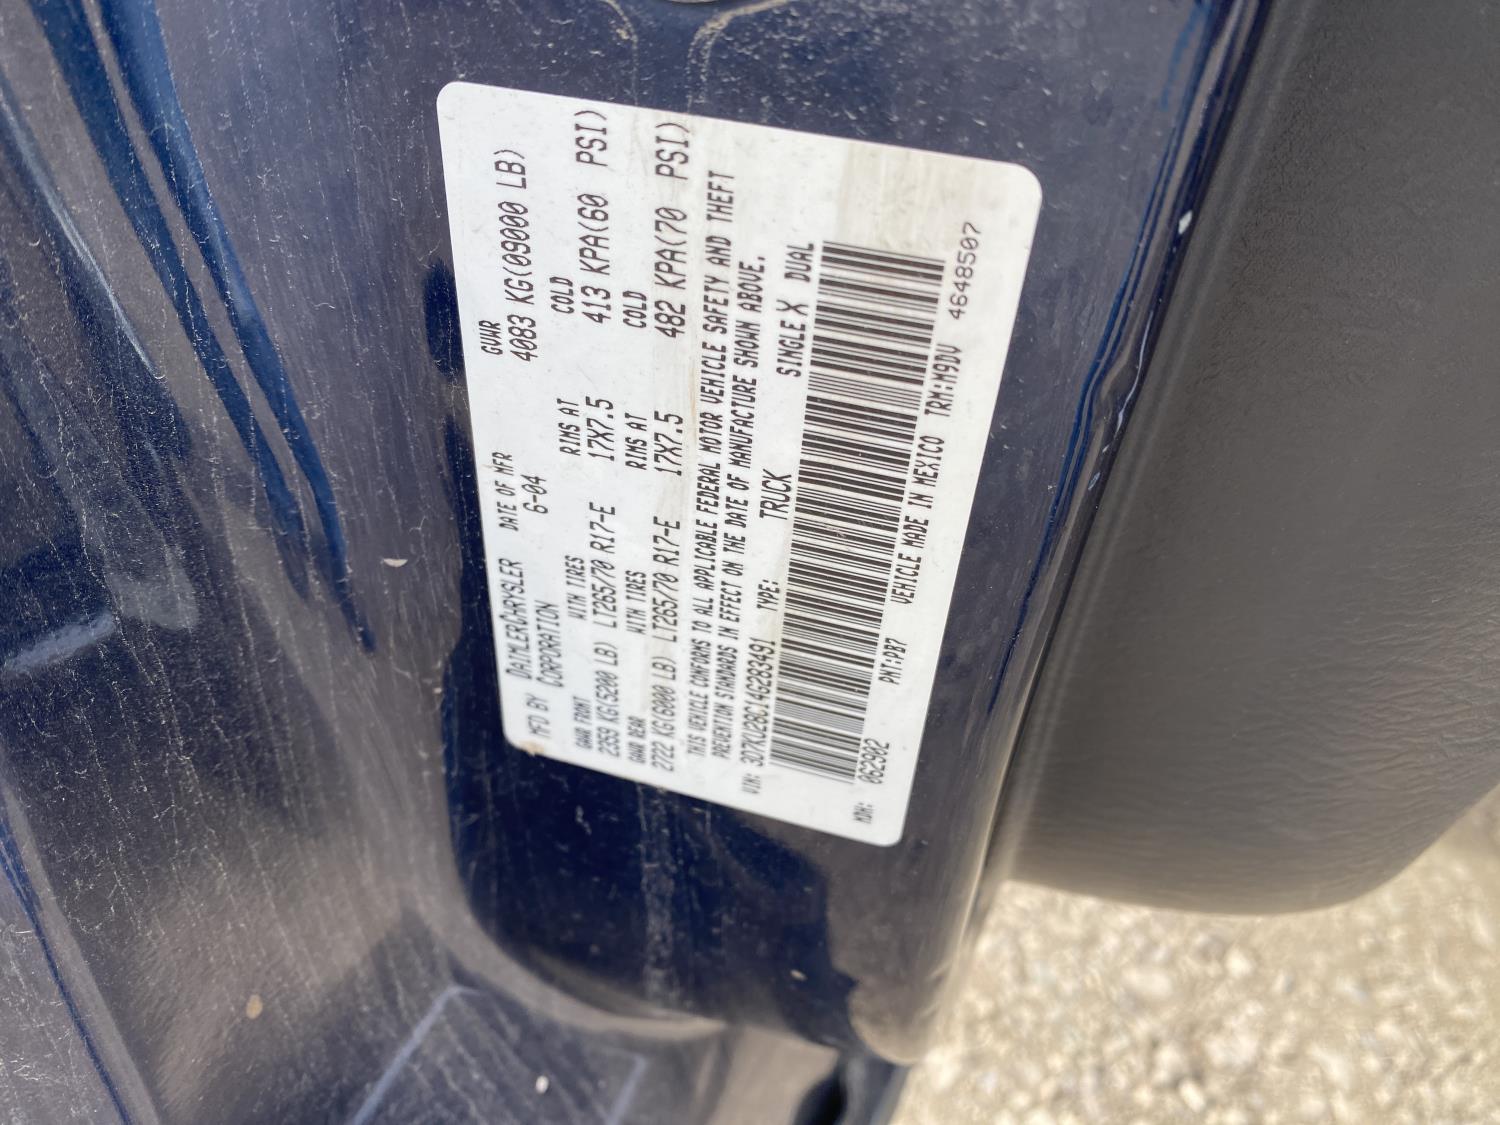 MFD BY DAIMLERCHRYSLER CORPORATION DATE OF MFR 6-04 GVWR 4083 KG(09000 LB)
GAWR FRONT WITH TIRES RIMS AT COLD
2359 KG(5200 LB) LT265/70 R17-E 17X7.5 413 KPA(60 PSI)
GAWR REAR WITH TIRES RIMS AT COLD
2722 KG(6000 LB) LT265/70 R17-E 17X7.5 482 KPA(70 PSI)
THIS VEHICLE CONFORMS TO ALL APPLICABLE FEDERAL MOTOR VEHICLE SAFETY AND THEFT
PREVENTION STANDARDS IN EFFECT ON THE DATE OF MANUFACTURE SHOWN ABOVE.
VIN: 3D7KU28C14G283491 TYPE: TRUCK SINGLE X DUAL
MDH: 062902 PNT:PB7 VEHICLE MADE IN MEXICO TRM:M9DV 4648507